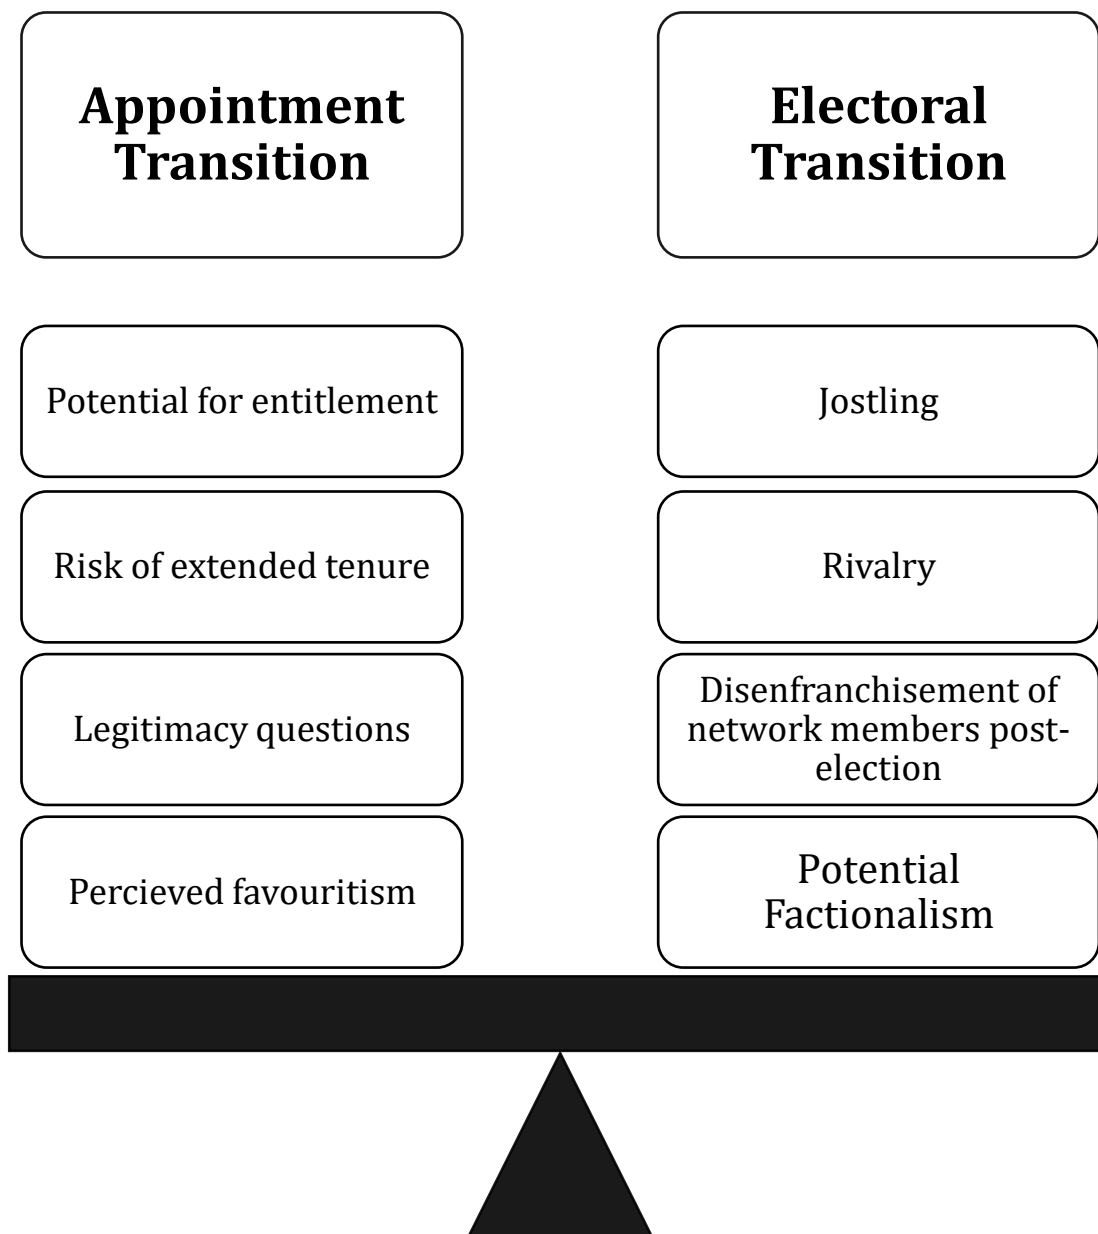 Appointment
Transition
Electoral
Transition
Potential for entitlement
Risk of extended tenure
Legitimacy questions
Percieved favouritism
Jostling
Rivalry
Disenfranchisement of
network members post-
election
Potential
Factionalism